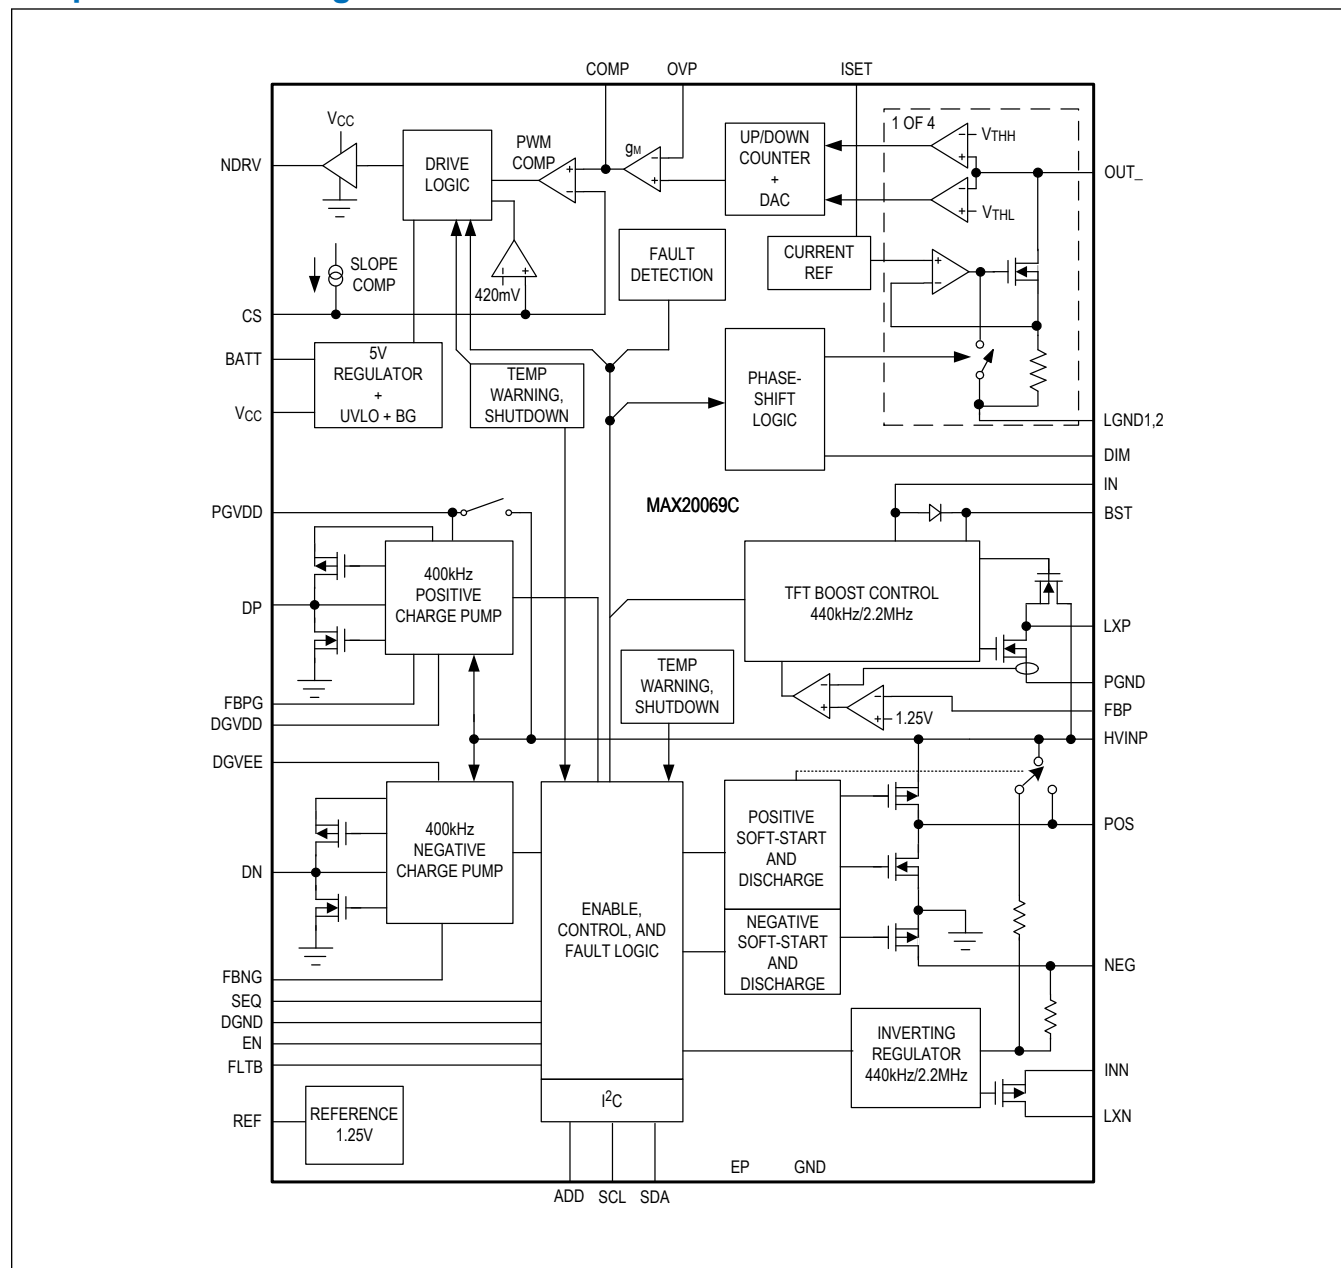 COMP OVP ISET
1 OF 4
VCC
NDRV
DRIVE
LOGIC
PWM
COMP
gM
UP/DOWN
COUNTER
+
DAC
VTHH
VTHL
OUT_
SLOPE
COMP
420mV
FAULT
DETECTION
CURRENT
REF
CS
BATT
VCC
5V
REGULATOR
+
UVLO + BG
TEMP
WARNING,
SHUTDOWN
PHASE-
SHIFT
LOGIC
LGND1,2
DIM
IN
BST
MAX20069C
PGVDD
400kHz
POSITIVE
CHARGE PUMP
DP
TFT BOOST CONTROL
440kHz/2.2MHz
LXP
PGND
FBP
1.25V
HVINP
TEMP
WARNING,
SHUTDOWN
FBPG
DGVDD
DGVEE
400kHz
NEGATIVE
CHARGE PUMP
DN
ENABLE,
CONTROL, AND
FAULT LOGIC
POSITIVE
SOFT-START
AND
DISCHARGE
NEGATIVE
SOFT-START
AND
DISCHARGE
POS
NEG
FBNG
SEQ
DGND
EN
FLTB
INVERTING
REGULATOR
440kHz/2.2MHz
INN
LXN
REF
REFERENCE
1.25V
I2C
EP GND
ADD SCL SDA